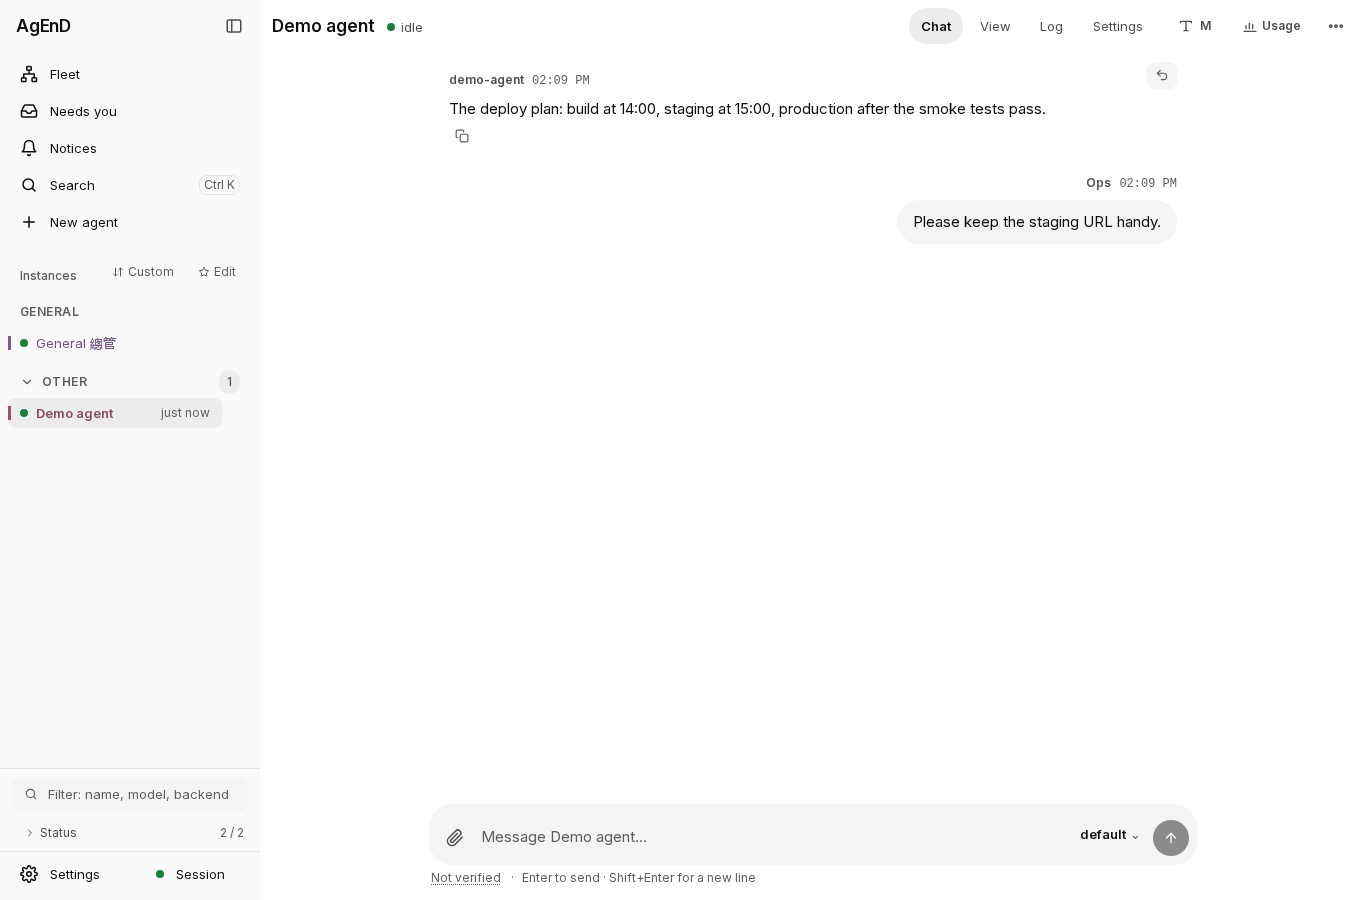 AgEnD
Fleet
Needs you
Notices
Search Ctrl K
New agent
Instances Custom Edit
GENERAL
General 總管
OTHER 1
Demo agent just now
Filter: name, model, backend
Status 2 / 2
Settings Session
Demo agent idle
Chat View Log Settings M Usage
demo-agent 02:09 PM
The deploy plan: build at 14:00, staging at 15:00, production after the smoke tests pass.
Ops 02:09 PM
Please keep the staging URL handy.
Message Demo agent...
default
Not verified · Enter to send · Shift+Enter for a new line